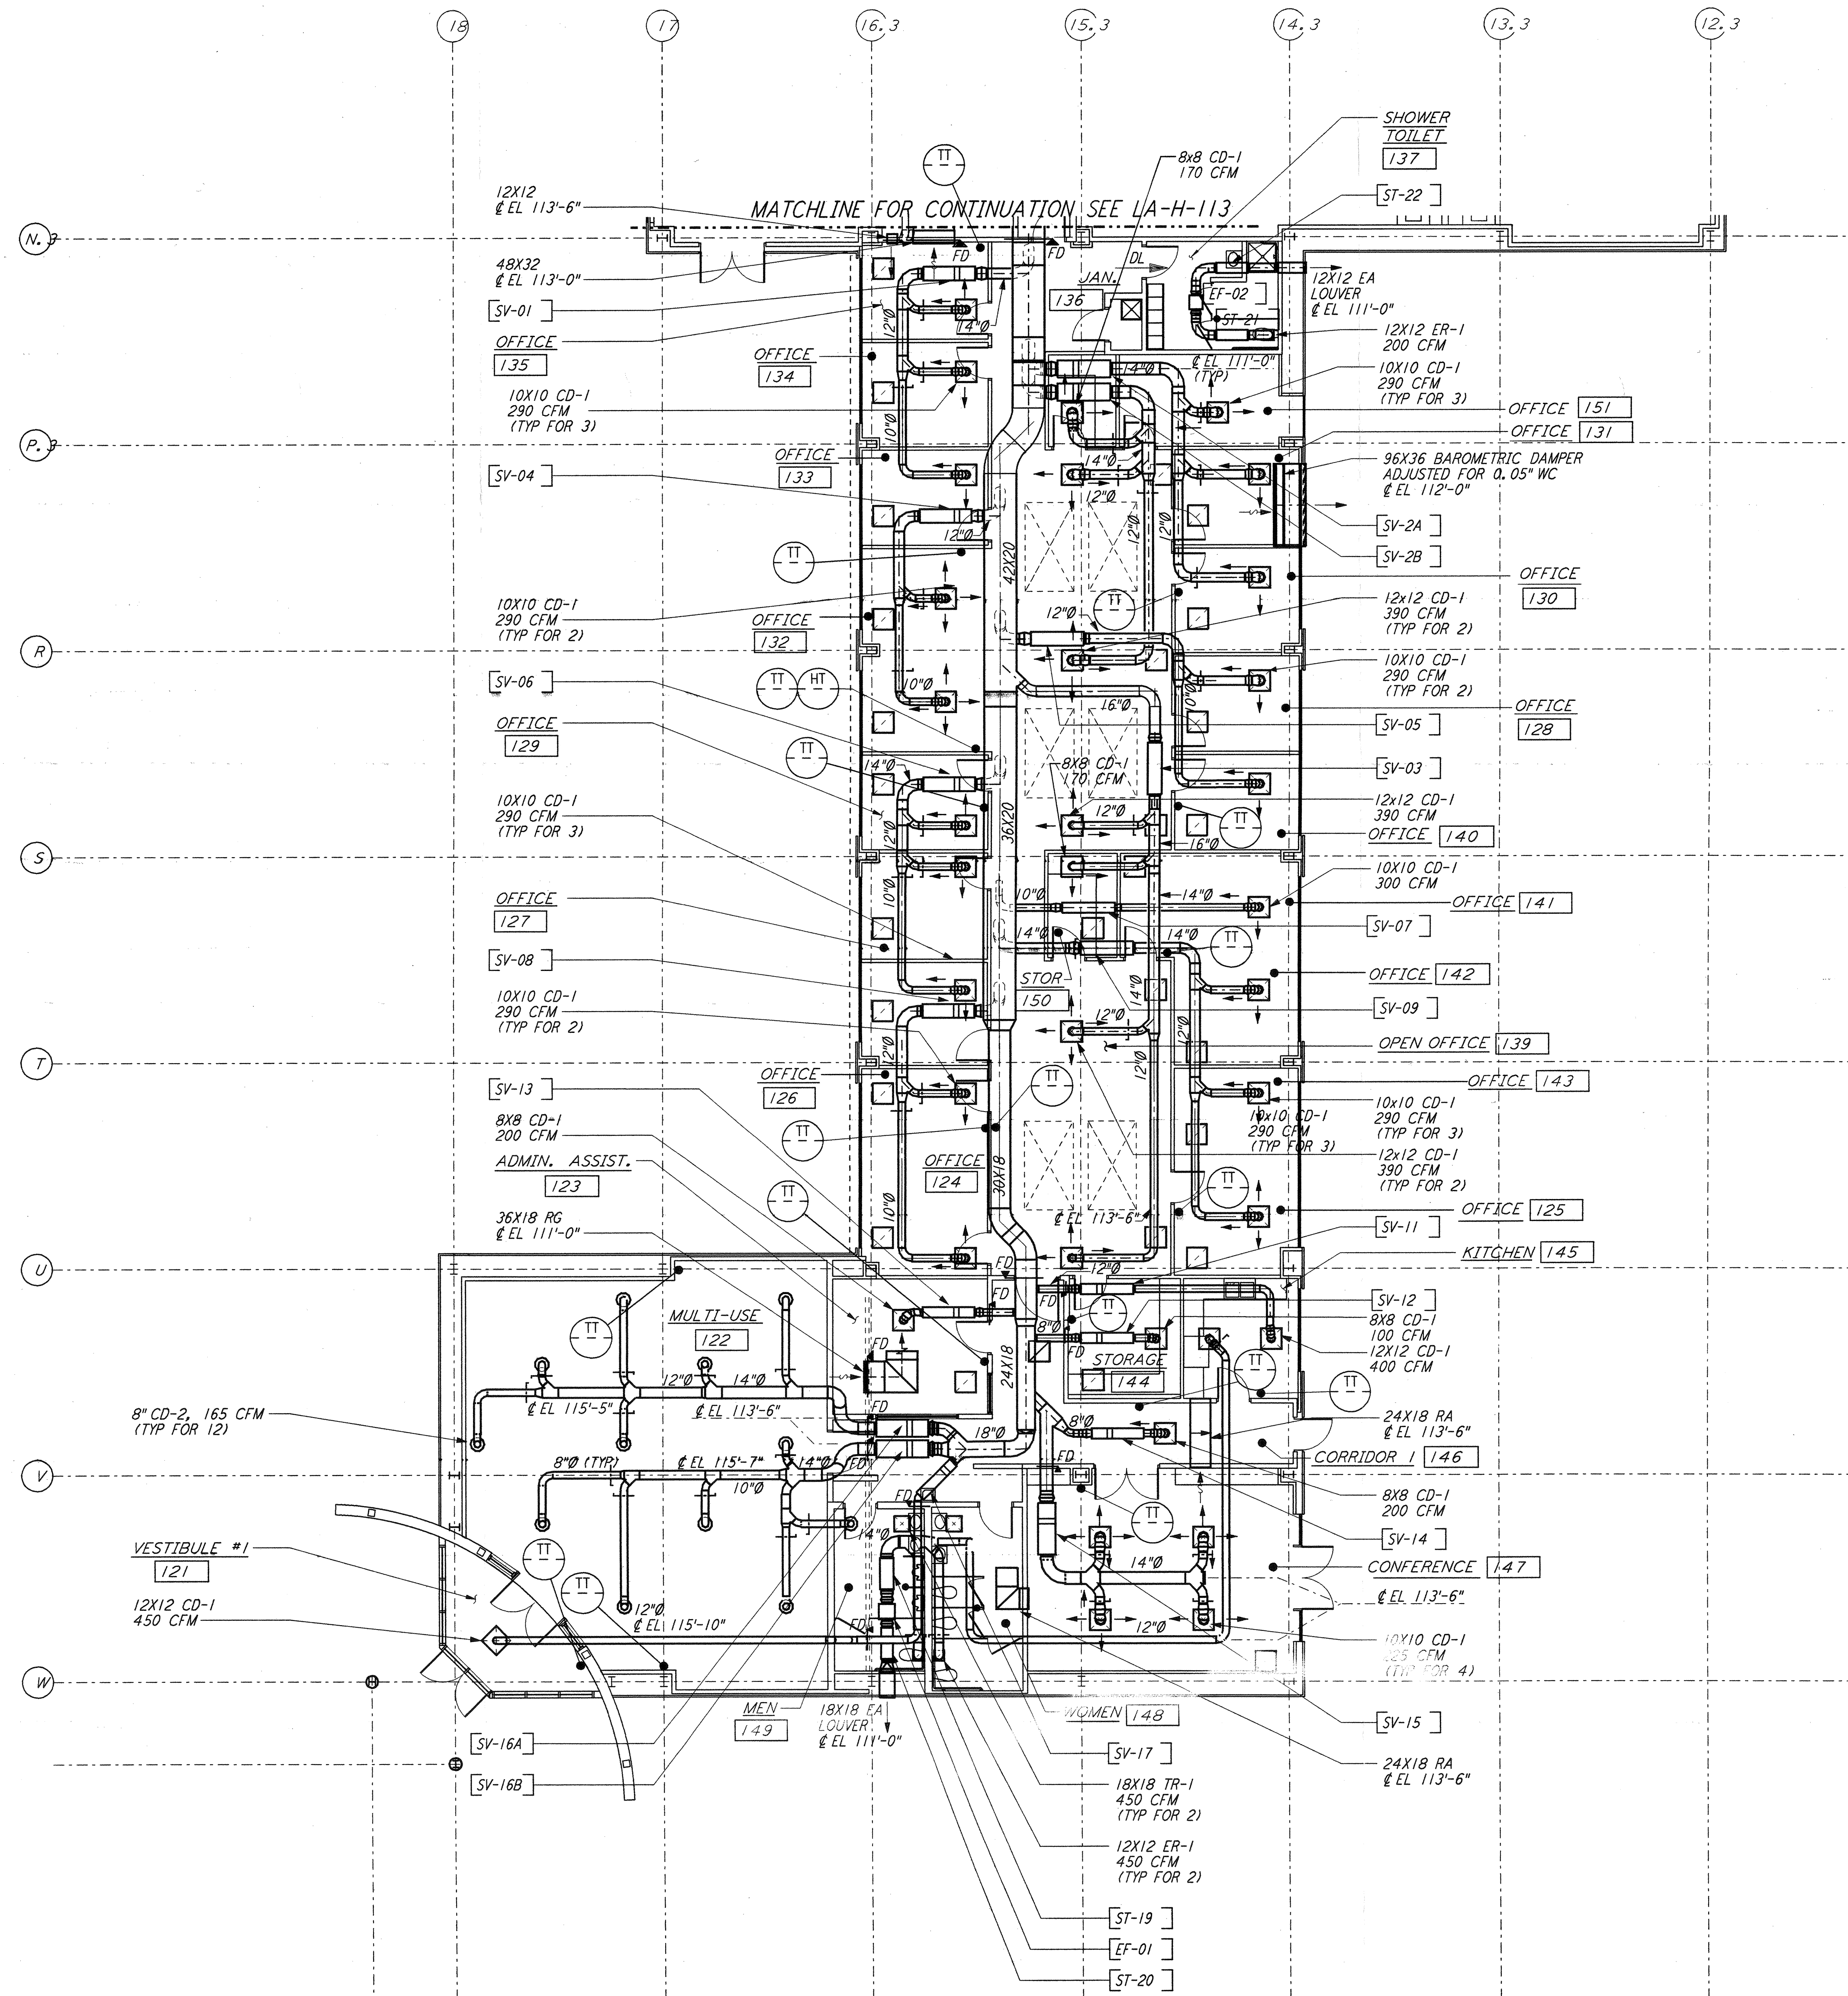 18
17
16.3
15.3
14.3
13.3
12.3
SHOWER
TOILET
137
8x8 CD-1
170 CFM
TT
ST-22
12X12
℄ EL 113'-6"
MATCHLINE FOR CONTINUATION SEE LA-H-113
N.3
FD
FD
DL
48X32
℄ EL 113'-0"
JAN.
136
EF-02
12X12 EA
LOUVER
℄ EL 111'-0"
SV-01
14"Ø
12"Ø
ST-21
12X12 ER-1
200 CFM
OFFICE
135
OFFICE
134
℄ EL 111'-0"
(TYP)
14"Ø
10X10 CD-1
290 CFM
(TYP FOR 3)
10X10 CD-1
290 CFM
(TYP FOR 3)
OFFICE 151
OFFICE 131
10"Ø
P.3
OFFICE
133
14"Ø
96X36 BAROMETRIC DAMPER
ADJUSTED FOR 0.05" WC
℄ EL 112'-0"
SV-04
12"Ø
12"Ø
12"Ø
12"Ø
SV-2A
TT
42X20
SV-2B
OFFICE
130
10X10 CD-1
290 CFM
(TYP FOR 2)
OFFICE
132
TT
12"Ø
12x12 CD-1
390 CFM
(TYP FOR 2)
R
10X10 CD-1
290 CFM
(TYP FOR 2)
SV-06
TT
HT
10"Ø
16"Ø
10"Ø
OFFICE
128
OFFICE
129
SV-05
TT
14"Ø
8X8 CD-1
170 CFM
SV-03
10X10 CD-1
290 CFM
(TYP FOR 3)
12"Ø
36X20
12"Ø
TT
12x12 CD-1
390 CFM
16"Ø
OFFICE 140
S
10X10 CD-1
300 CFM
10"Ø
10"Ø
14"Ø
OFFICE 141
OFFICE
127
SV-07
14"Ø
14"Ø
TT
SV-08
STOR
150
14"Ø
OFFICE 142
10X10 CD-1
290 CFM
(TYP FOR 2)
12"Ø
12"Ø
12"Ø
SV-09
OPEN OFFICE 139
T
12"Ø
SV-13
OFFICE
126
TT
OFFICE 143
8X8 CD-1
200 CFM
TT
10x10 CD-1
290 CFM
(TYP FOR 3)
10x10 CD-1
290 CFM
(TYP FOR 3)
ADMIN. ASSIST.
123
OFFICE
124
30X18
12x12 CD-1
390 CFM
(TYP FOR 2)
TT
TT
36X18 RG
℄ EL 111'-0"
10"Ø
℄ EL 113'-6"
OFFICE 125
SV-11
KITCHEN 145
U
FD
12"Ø
FD
FD
MULTI-USE
122
TT
TT
8"Ø
FD
SV-12
8X8 CD-1
100 CFM
12X12 CD-1
400 CFM
FD
24X18
STORAGE
144
TT
TT
12"Ø
14"Ø
℄ EL 115'-5"
℄ EL 113'-6"
8" CD-2, 165 CFM
(TYP FOR 12)
FD
18"Ø
8"Ø
24X18 RA
℄ EL 113'-6"
CORRIDOR 1 146
8"Ø (TYP)
℄ EL 115'-7"
14"Ø
FD
FD
V
10"Ø
FD
8X8 CD-1
200 CFM
TT
SV-14
VESTIBULE #1
121
TT
14"Ø
14"Ø
CONFERENCE 147
12X12 CD-1
450 CFM
TT
℄ EL 113'-6"
12"Ø
℄ EL 115'-10"
FD
12"Ø
10X10 CD-1
225 CFM
(TYP FOR 4)
W
MEN
149
18X18 EA
LOUVER
℄ EL 111'-0"
WOMEN 148
SV-15
SV-16A
SV-17
24X18 RA
℄ EL 113'-6"
SV-16B
18X18 TR-1
450 CFM
(TYP FOR 2)
12X12 ER-1
450 CFM
(TYP FOR 2)
ST-19
EF-01
ST-20